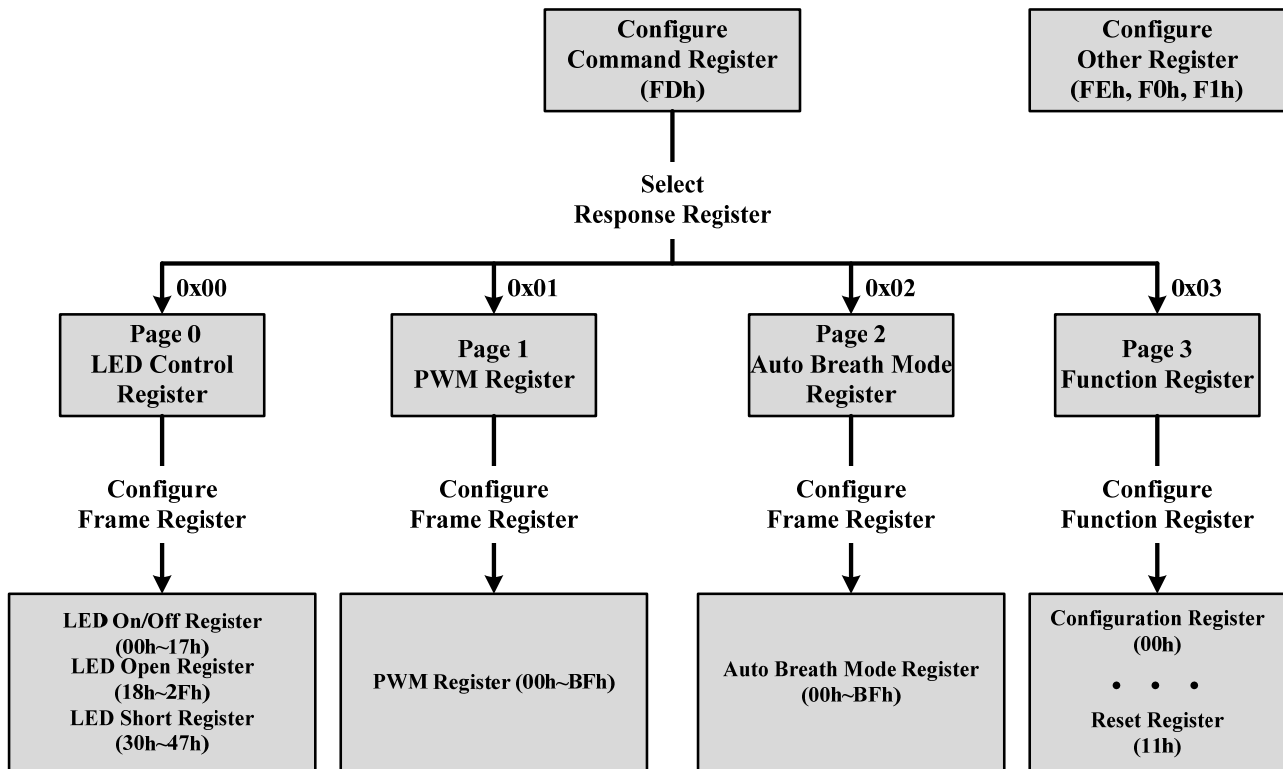 Configure
Command Register
(FDh)
Configure
Other Register
(FEh, F0h, F1h)
Select
Response Register
0x00
0x01
0x02
0x03
Page 0
LED Control
Register
Page 1
PWM Register
Page 2
Auto Breath Mode
Register
Page 3
Function Register
Configure
Frame Register
Configure
Frame Register
Configure
Frame Register
Configure
Function Register
LED On/Off Register
(00h~17h)
LED Open Register
(18h~2Fh)
LED Short Register
(30h~47h)
PWM Register (00h~BFh)
Auto Breath Mode Register
(00h~BFh)
Configuration Register
(00h)
• • •
Reset Register
(11h)